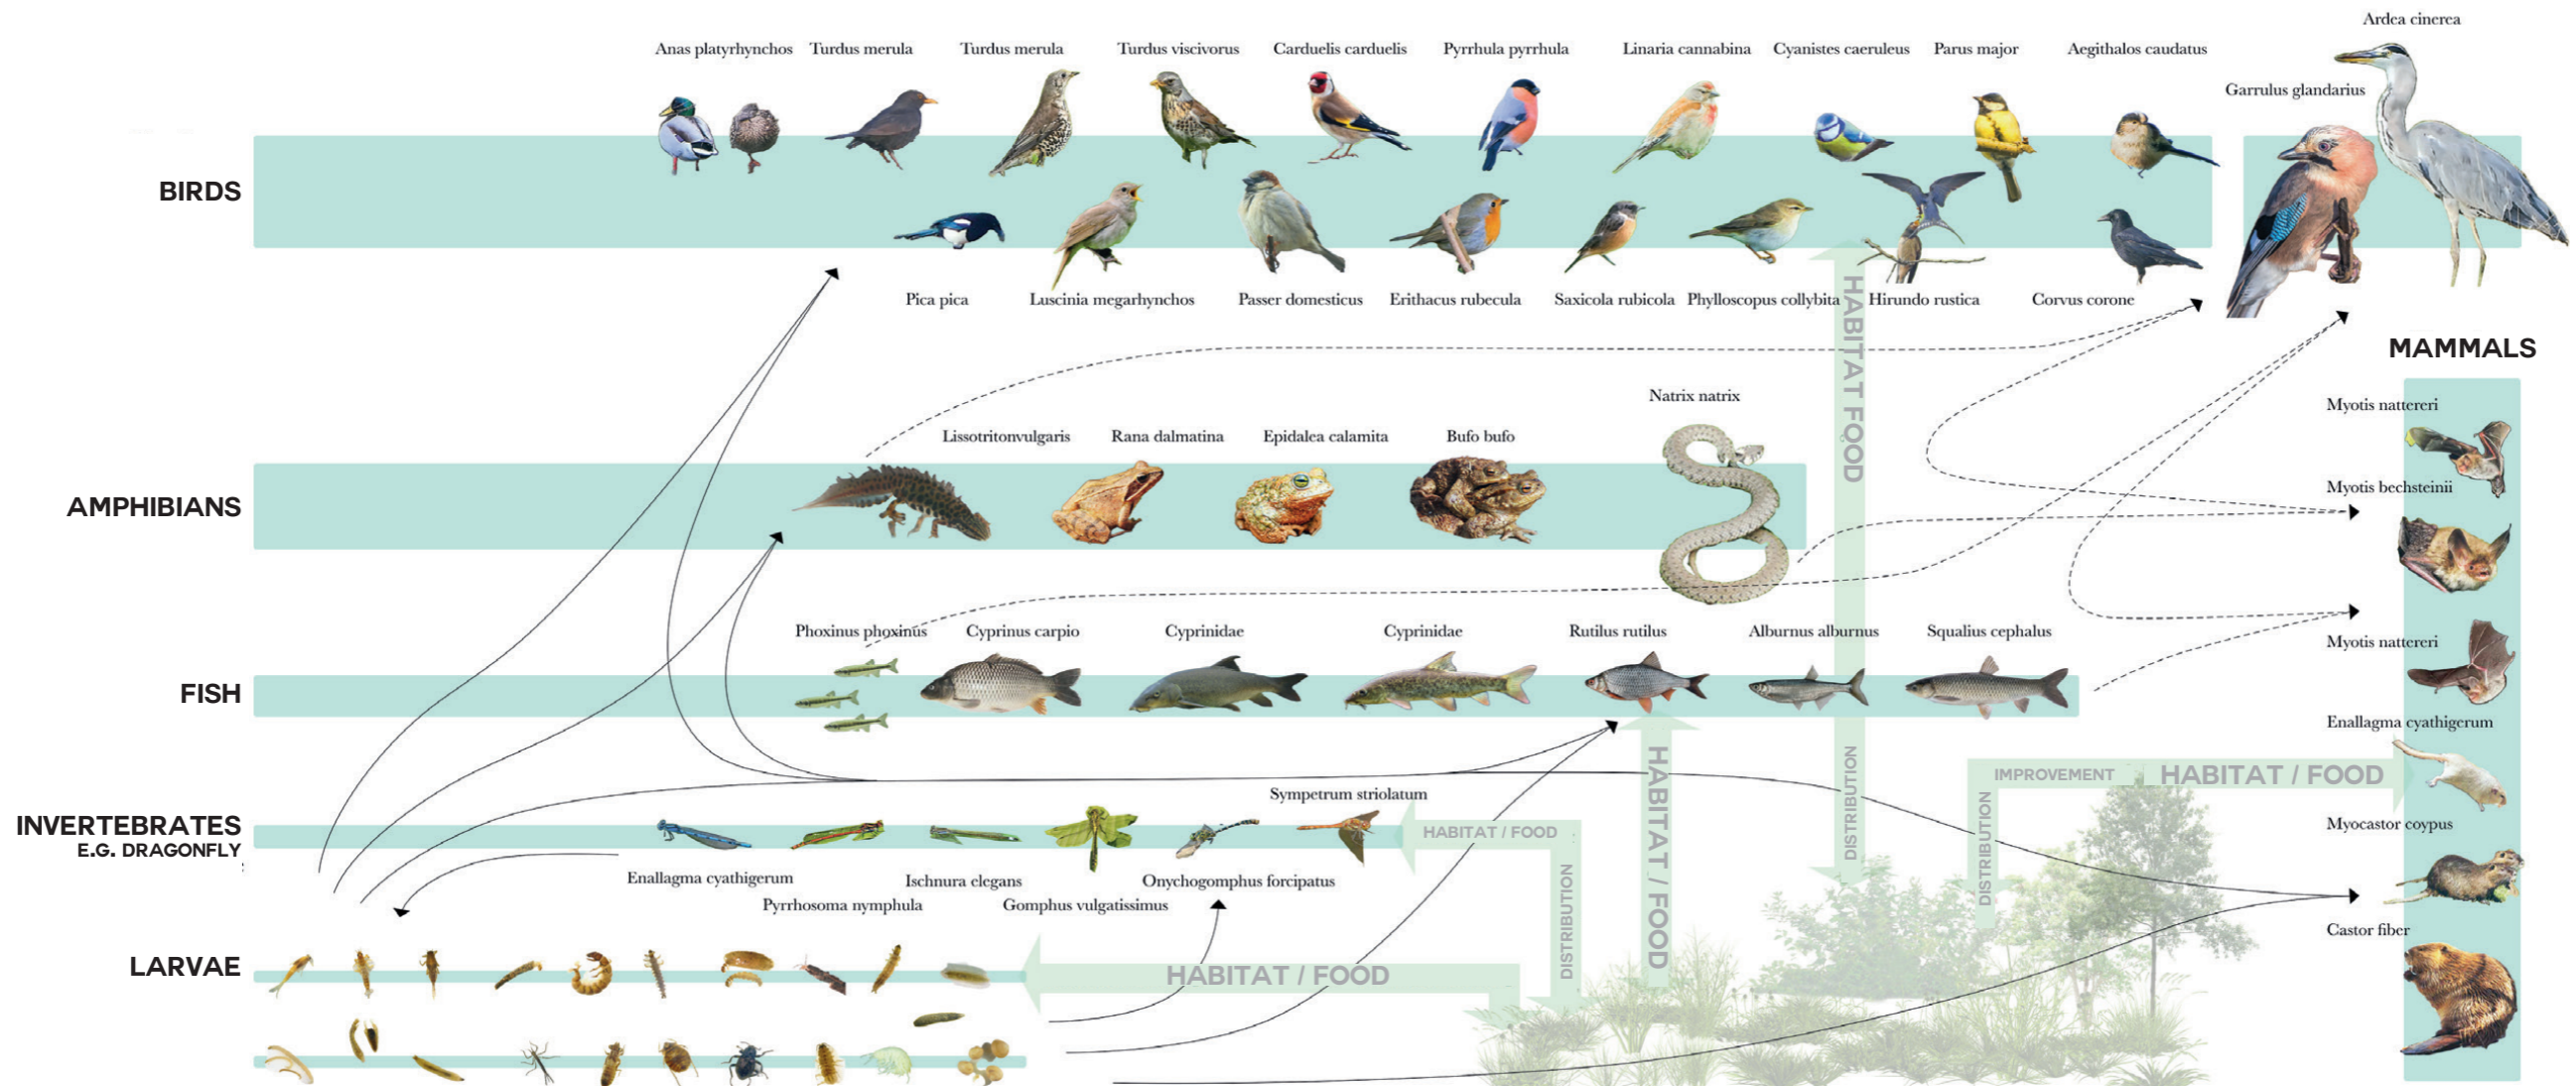 Ardea cinerea
Anas platyrhynchos
Turdus merula
Turdus merula
Turdus viscivorus
Carduelis carduelis
Pyrrhula pyrrhula
Linaria cannabina
Cyanistes caeruleus
Parus major
Aegithalos caudatus
Garrulus glandarius
BIRDS
Pica pica
Luscinia megarhynchos
Passer domesticus
Erithacus rubecula
Saxicola rubicola
Phylloscopus collybita
Hirundo rustica
Corvus corone
HABITAT FOOD
MAMMALS
Natrix natrix
Myotis nattereri
Lissotritonvulgaris
Rana dalmatina
Epidalea calamita
Bufo bufo
Myotis bechsteinii
AMPHIBIANS
Phoxinus phoxinus
Cyprinus carpio
Cyprinidae
Cyprinidae
Rutilus rutilus
Alburnus alburnus
Squalius cephalus
Myotis nattereri
FISH
Enallagma cyathigerum
HABITAT / FOOD
DISTRIBUTION
IMPROVEMENT
HABITAT / FOOD
Sympetrum striolatum
INVERTEBRATES
E.G. DRAGONFLY
HABITAT / FOOD
DISTRIBUTION
Myocastor coypus
Enallagma cyathigerum
Ischnura elegans
Onychogomphus forcipatus
Pyrrhosoma nymphula
Gomphus vulgatissimus
DISTRIBUTION
Castor fiber
LARVAE
HABITAT / FOOD